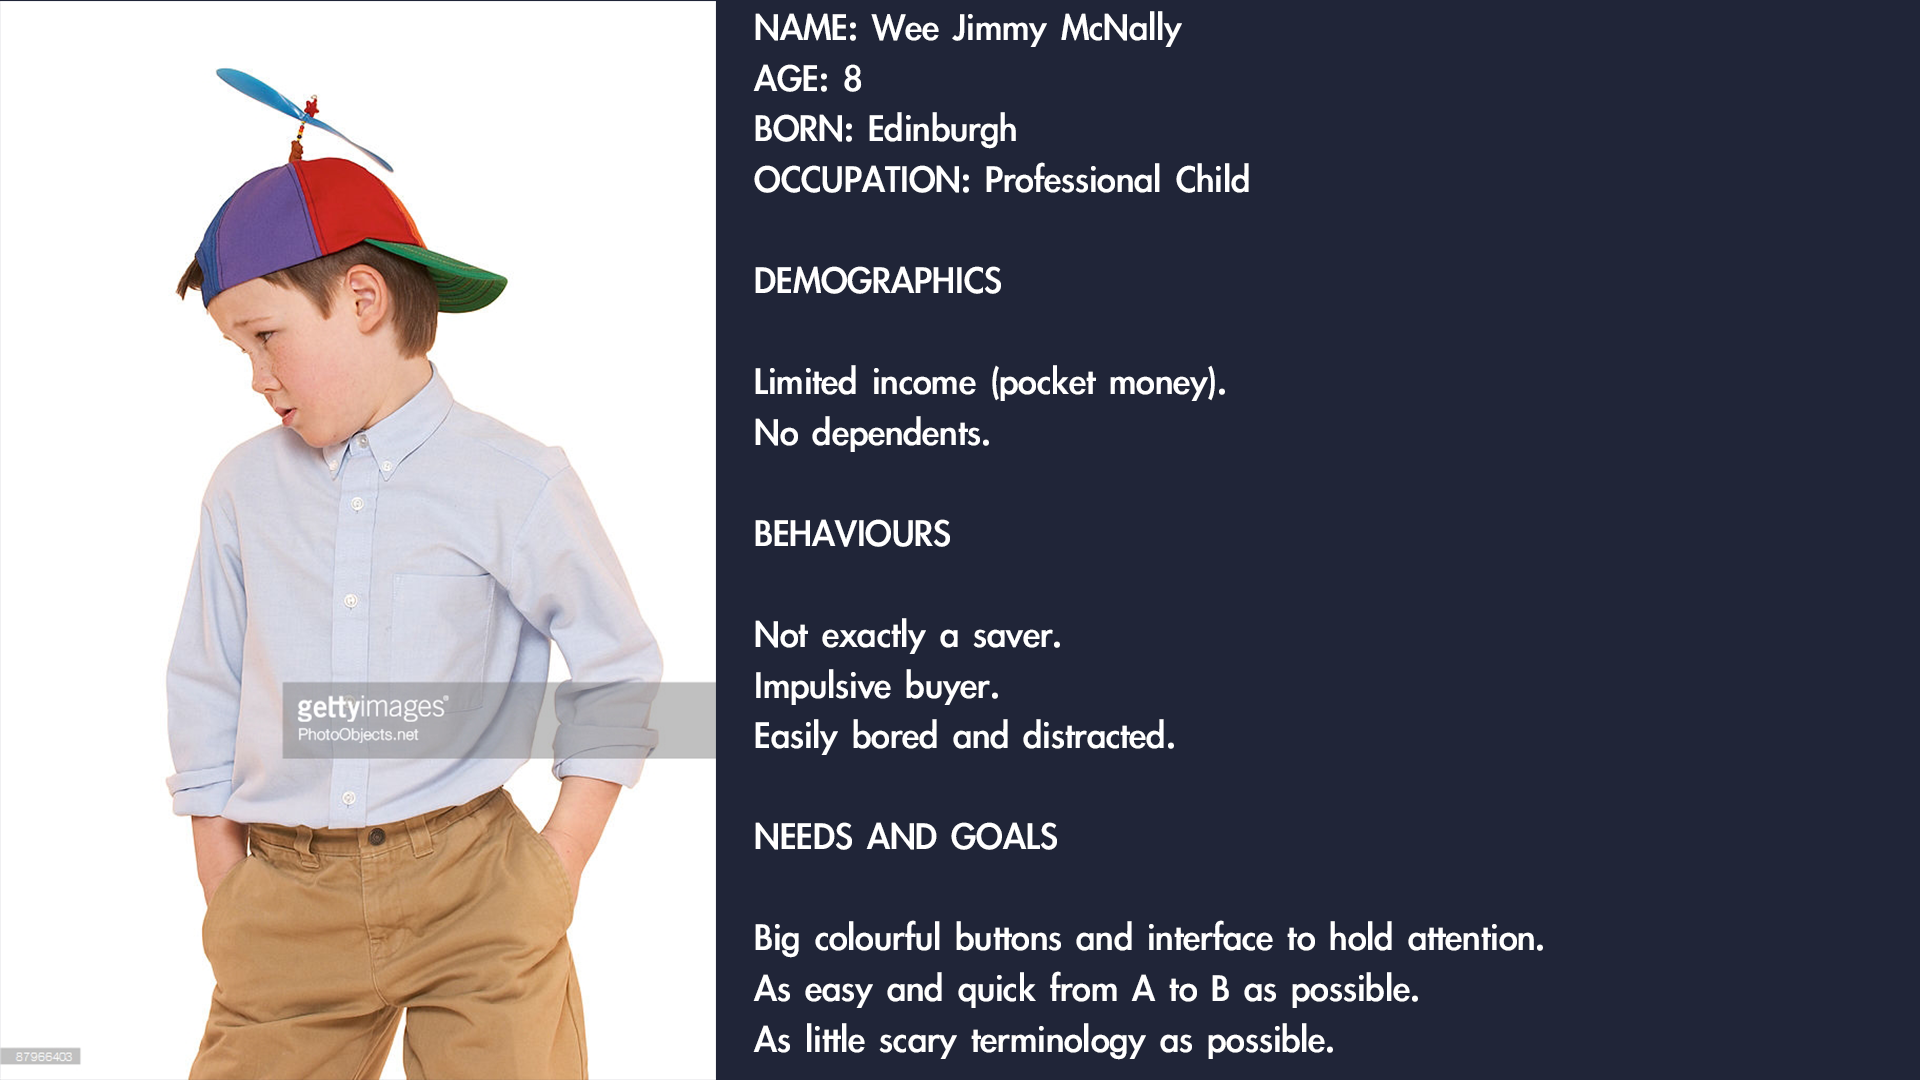 NAME: Wee Jimmy McNally
AGE: 8
BORN: Edinburgh
OCCUPATION: Professional Child
DEMOGRAPHICS
Limited income (pocket money).
No dependents.
BEHAVIOURS
Not exactly a saver.
Impulsive buyer.
Easily bored and distracted.
NEEDS AND GOALS
Big colourful buttons and interface to hold attention.
As easy and quick from A to B as possible.
As little scary terminology as possible.
gettyimages®
PhotoObjects.net
87966403